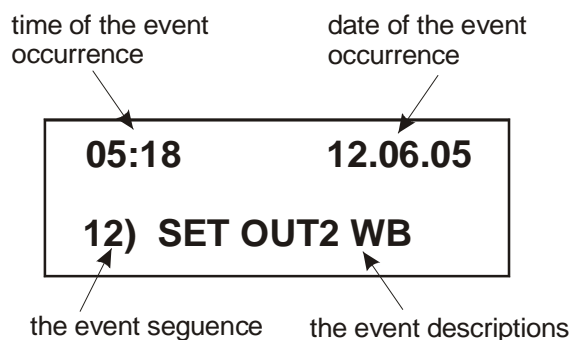 time of the event
occurrence
date of the event
occurrence
05:18 12.06.05
12) SET OUT2 WB
the event seguence
the event descriptions